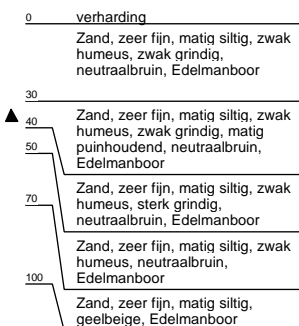 0 verharding
Zand, zeer fijn, matig siltig, zwak
humeus, zwak grindig,
neutraalbruin, Edelmanboor
30
Zand, zeer fijn, matig siltig, zwak
40
humeus, zwak grindig, matig
puinhoudend, neutraalbruin,
50
Edelmanboor
Zand, zeer fijn, matig siltig, zwak
humeus, sterk grindig,
70
neutraalbruin, Edelmanboor
Zand, zeer fijn, matig siltig, zwak
humeus, neutraalbruin,
100
Edelmanboor
Zand, zeer fijn, matig siltig,
geelbeige, Edelmanboor